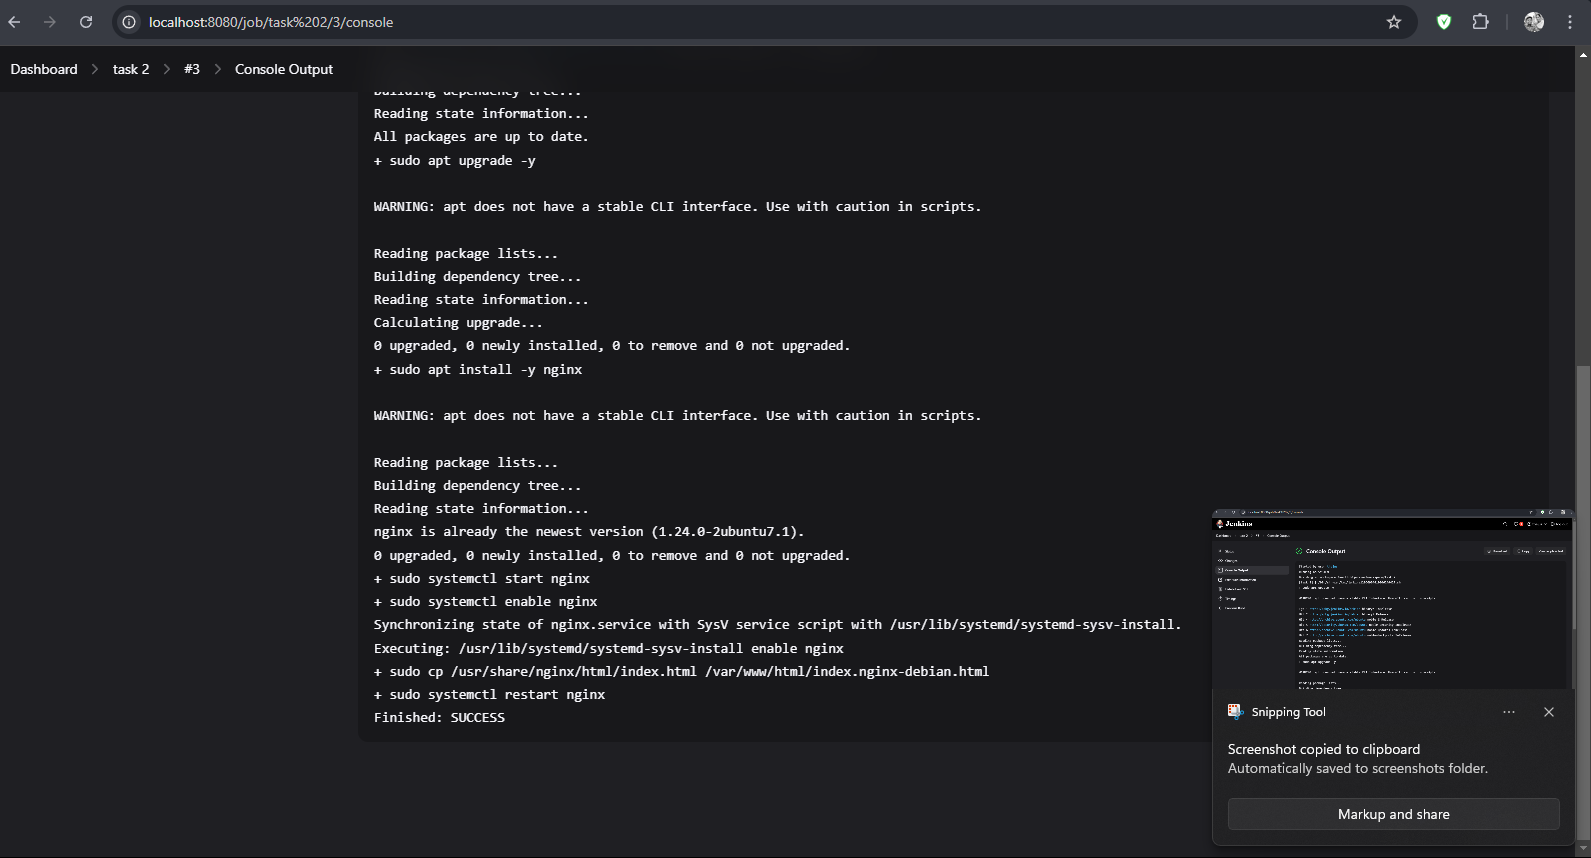 localhost:8080/job/task%202/3/console
Dashboard > task 2 > #3 > Console Output
Building dependency tree...
Reading state information...
All packages are up to date.
+ sudo apt upgrade -y
WARNING: apt does not have a stable CLI interface. Use with caution in scripts.
Reading package lists...
Building dependency tree...
Reading state information...
Calculating upgrade...
0 upgraded, 0 newly installed, 0 to remove and 0 not upgraded.
+ sudo apt install -y nginx
WARNING: apt does not have a stable CLI interface. Use with caution in scripts.
Reading package lists...
Building dependency tree...
Reading state information...
nginx is already the newest version (1.24.0-2ubuntu7.1).
0 upgraded, 0 newly installed, 0 to remove and 0 not upgraded.
+ sudo systemctl start nginx
+ sudo systemctl enable nginx
Synchronizing state of nginx.service with SysV service script with /usr/lib/systemd/systemd-sysv-install.
Executing: /usr/lib/systemd/systemd-sysv-install enable nginx
+ sudo cp /usr/share/nginx/html/index.html /var/www/html/index.nginx-debian.html
+ sudo systemctl restart nginx
Finished: SUCCESS
Jenkins
Console Output
Snipping Tool
Screenshot copied to clipboard
Automatically saved to screenshots folder.
Markup and share